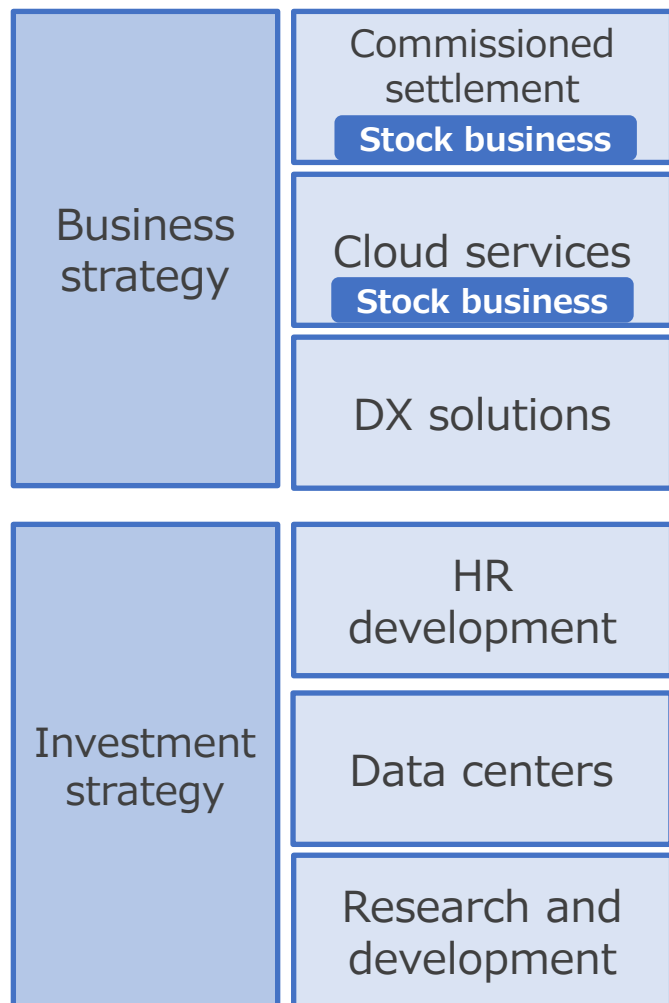 Business
strategy
Commissioned
settlement
Stock business
Cloud services
Stock business
DX solutions
Investment
strategy
HR
development
Data centers
Research and
development